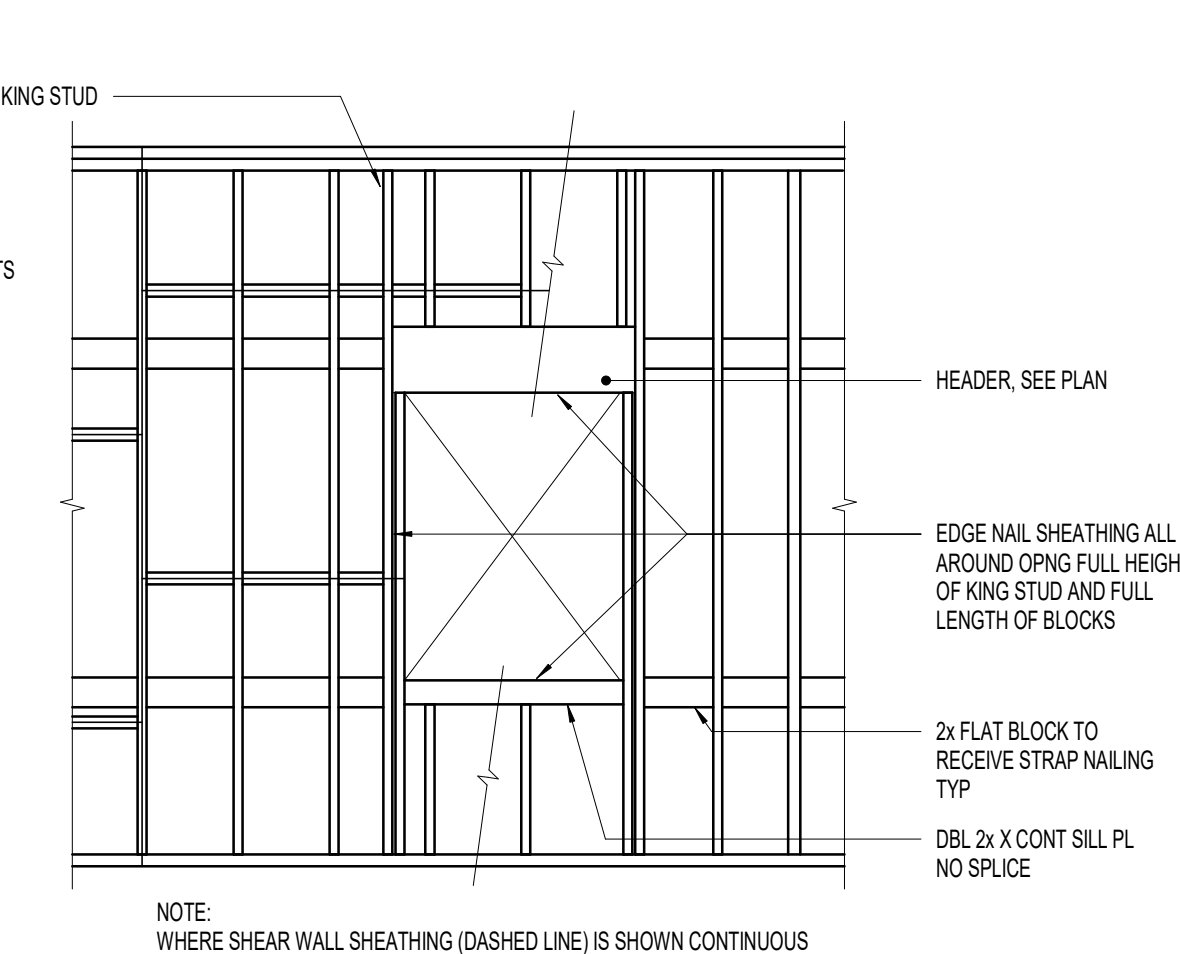 KING STUD
TS
HEADER, SEE PLAN
EDGE NAIL SHEATHING ALL
AROUND OPNG FULL HEIGH
OF KING STUD AND FULL
LENGTH OF BLOCKS
2x FLAT BLOCK TO
RECEIVE STRAP NAILING
TYP
DBL 2x X CONT SILL PL
NO SPLICE
NOTE:
WHERE SHEAR WALL SHEATHING (DASHED LINE) IS SHOWN CONTINUOUS